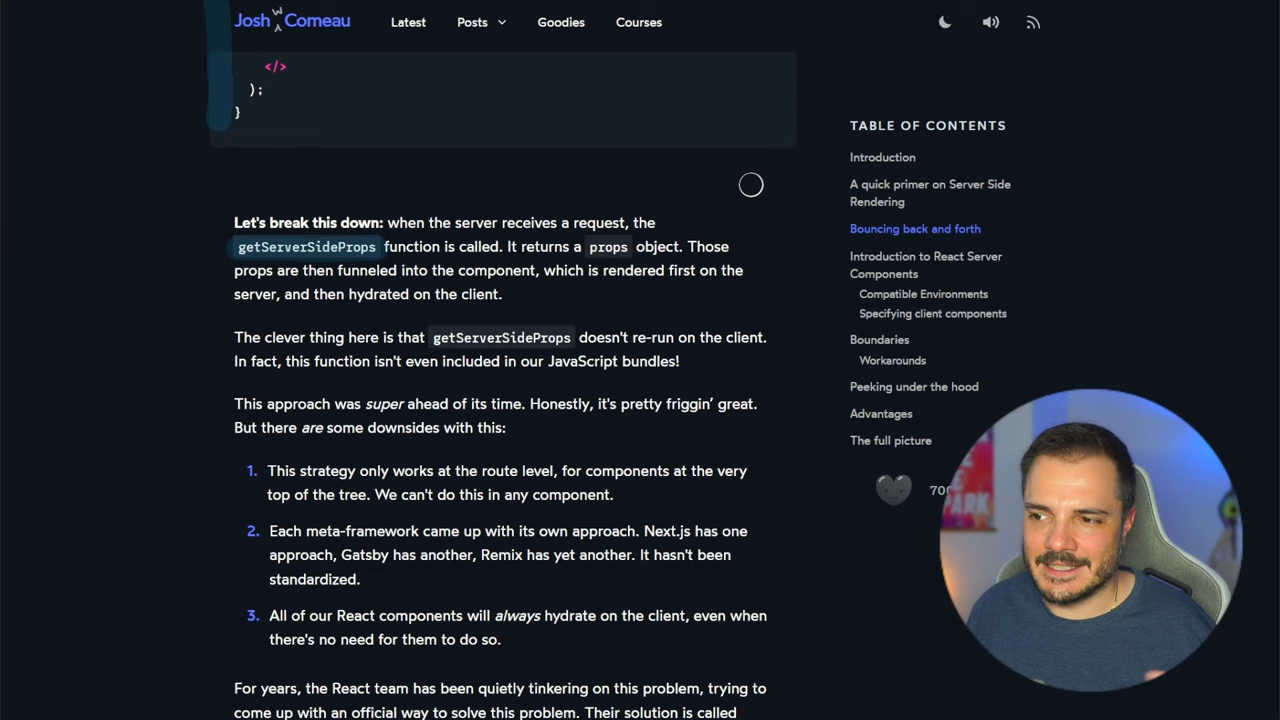 Josh W Comeau
Latest
Posts
Goodies
Courses
</>
);
}
Let's break this down: when the server receives a request, the
getServerSideProps function is called. It returns a props object. Those
props are then funneled into the component, which is rendered first on the
server, and then hydrated on the client.
The clever thing here is that getServerSideProps doesn't re-run on the client.
In fact, this function isn't even included in our JavaScript bundles!
This approach was super ahead of its time. Honestly, it's pretty friggin’ great.
But there are some downsides with this:
1. This strategy only works at the route level, for components at the very
top of the tree. We can't do this in any component.
2. Each meta-framework came up with its own approach. Next.js has one
approach, Gatsby has another, Remix has yet another. It hasn't been
standardized.
3. All of our React components will always hydrate on the client, even when
there's no need for them to do so.
For years, the React team has been quietly tinkering on this problem, trying to
come up with an official way to solve this problem. Their solution is called
TABLE OF CONTENTS
Introduction
A quick primer on Server Side
Rendering
Bouncing back and forth
Introduction to React Server
Components
Compatible Environments
Specifying client components
Boundaries
Workarounds
Peeking under the hood
Advantages
The full picture